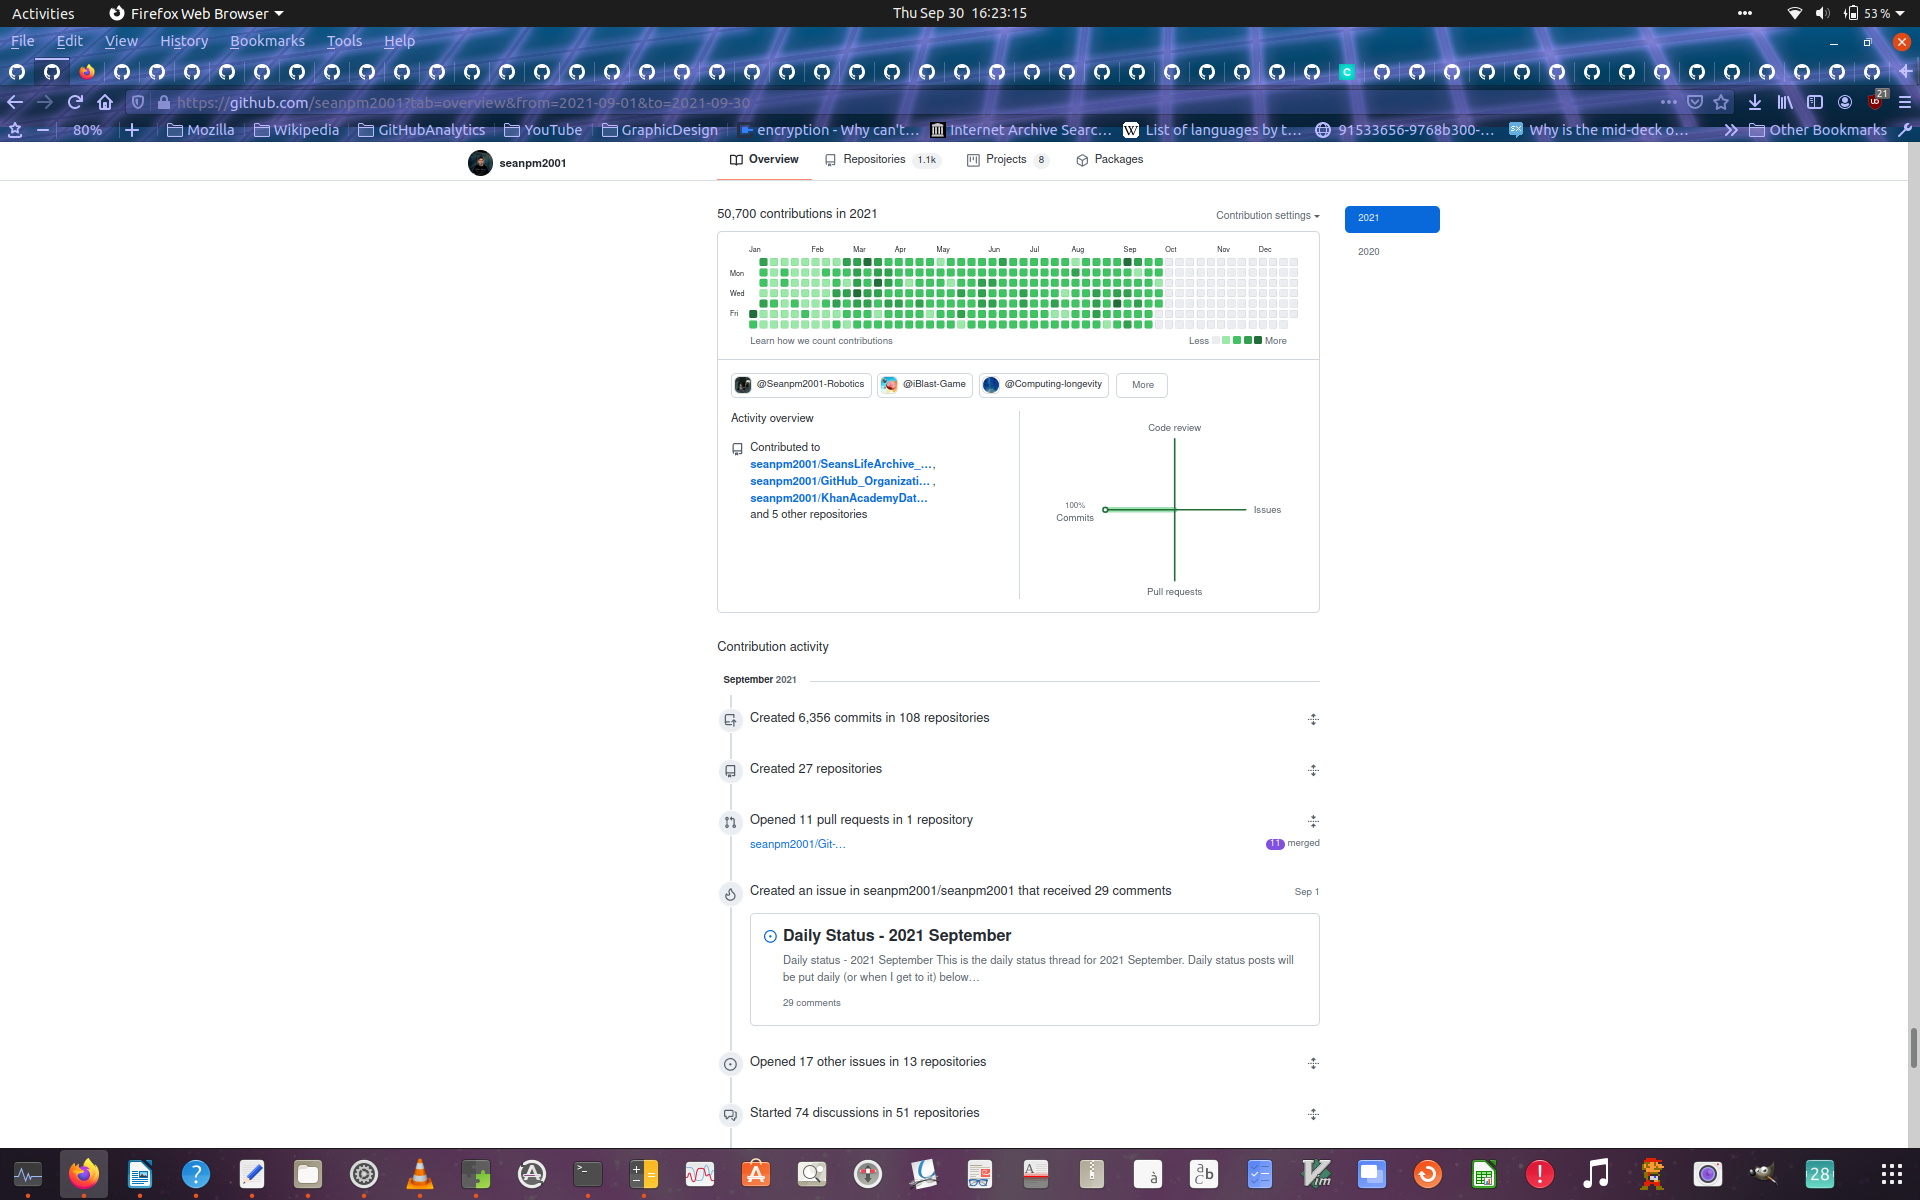 Activities
Firefox Web Browser
Thu Sep 30 16:23:15
53 %
File Edit View History Bookmarks Tools Help
https://github.com/seanpm2001?tab=overview&from=2021-09-01&to=2021-09-30
21
80%
Mozilla
Wikipedia
GitHubAnalytics
YouTube
GraphicDesign
encryption - Why can't…
Internet Archive Searc…
List of languages by t…
91533656-9768b300-…
Why is the mid-deck o…
Other Bookmarks
seanpm2001
Overview
Repositories 1.1k
Projects 8
Packages
50,700 contributions in 2021
Contribution settings
2021
2020
Jan Feb Mar Apr May Jun Jul Aug Sep Oct Nov Dec
Mon
Wed
Fri
Learn how we count contributions
Less
More
@Seanpm2001-Robotics
@iBlast-Game
@Computing-longevity
More
Activity overview
Contributed to
seanpm2001/SeansLifeArchive_…,
seanpm2001/GitHub_Organizati… ,
seanpm2001/KhanAcademyDat…
and 5 other repositories
Code review
100%
Commits
Issues
Pull requests
Contribution activity
September 2021
Created 6,356 commits in 108 repositories
Created 27 repositories
Opened 11 pull requests in 1 repository
seanpm2001/Git-…
11 merged
Created an issue in seanpm2001/seanpm2001 that received 29 comments
Sep 1
Daily Status - 2021 September
Daily status - 2021 September This is the daily status thread for 2021 September. Daily status posts will
be put daily (or when I get to it) below…
29 comments
Opened 17 other issues in 13 repositories
Started 74 discussions in 51 repositories
28